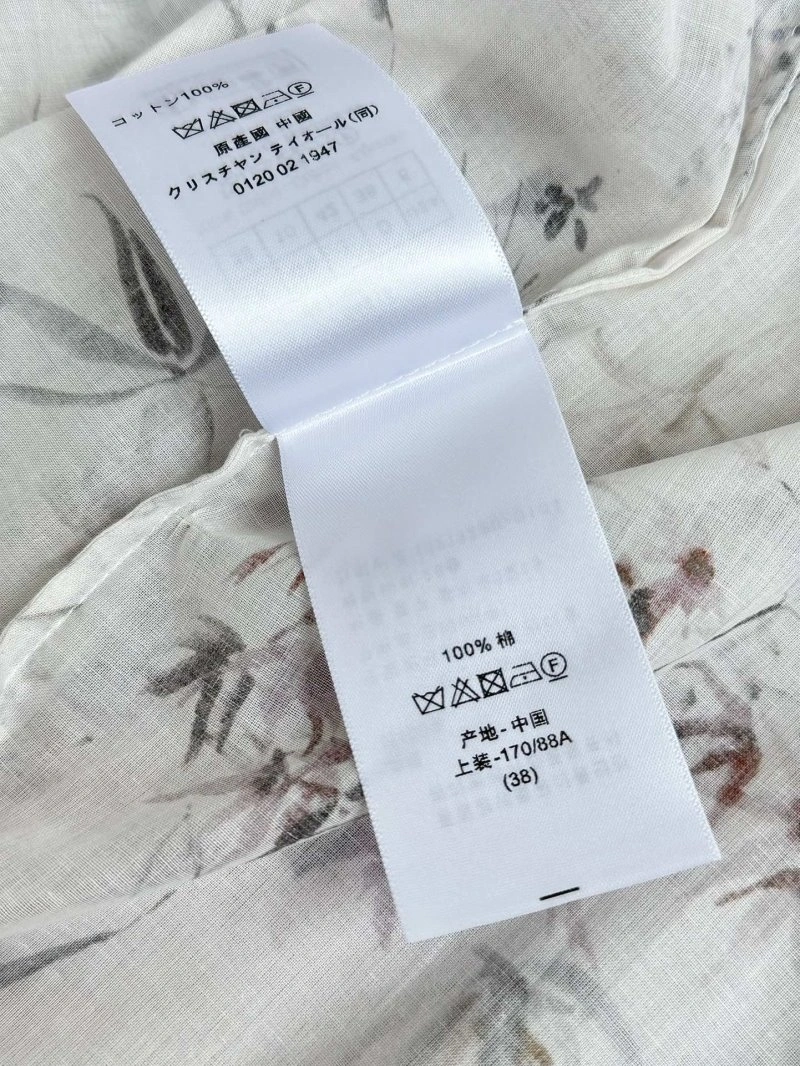 コットン100%
原產國 中國
クリスチャン ディオール(同)
0120 02 1947
100% 棉
F
产地-中国
上装-170/88A
(38)